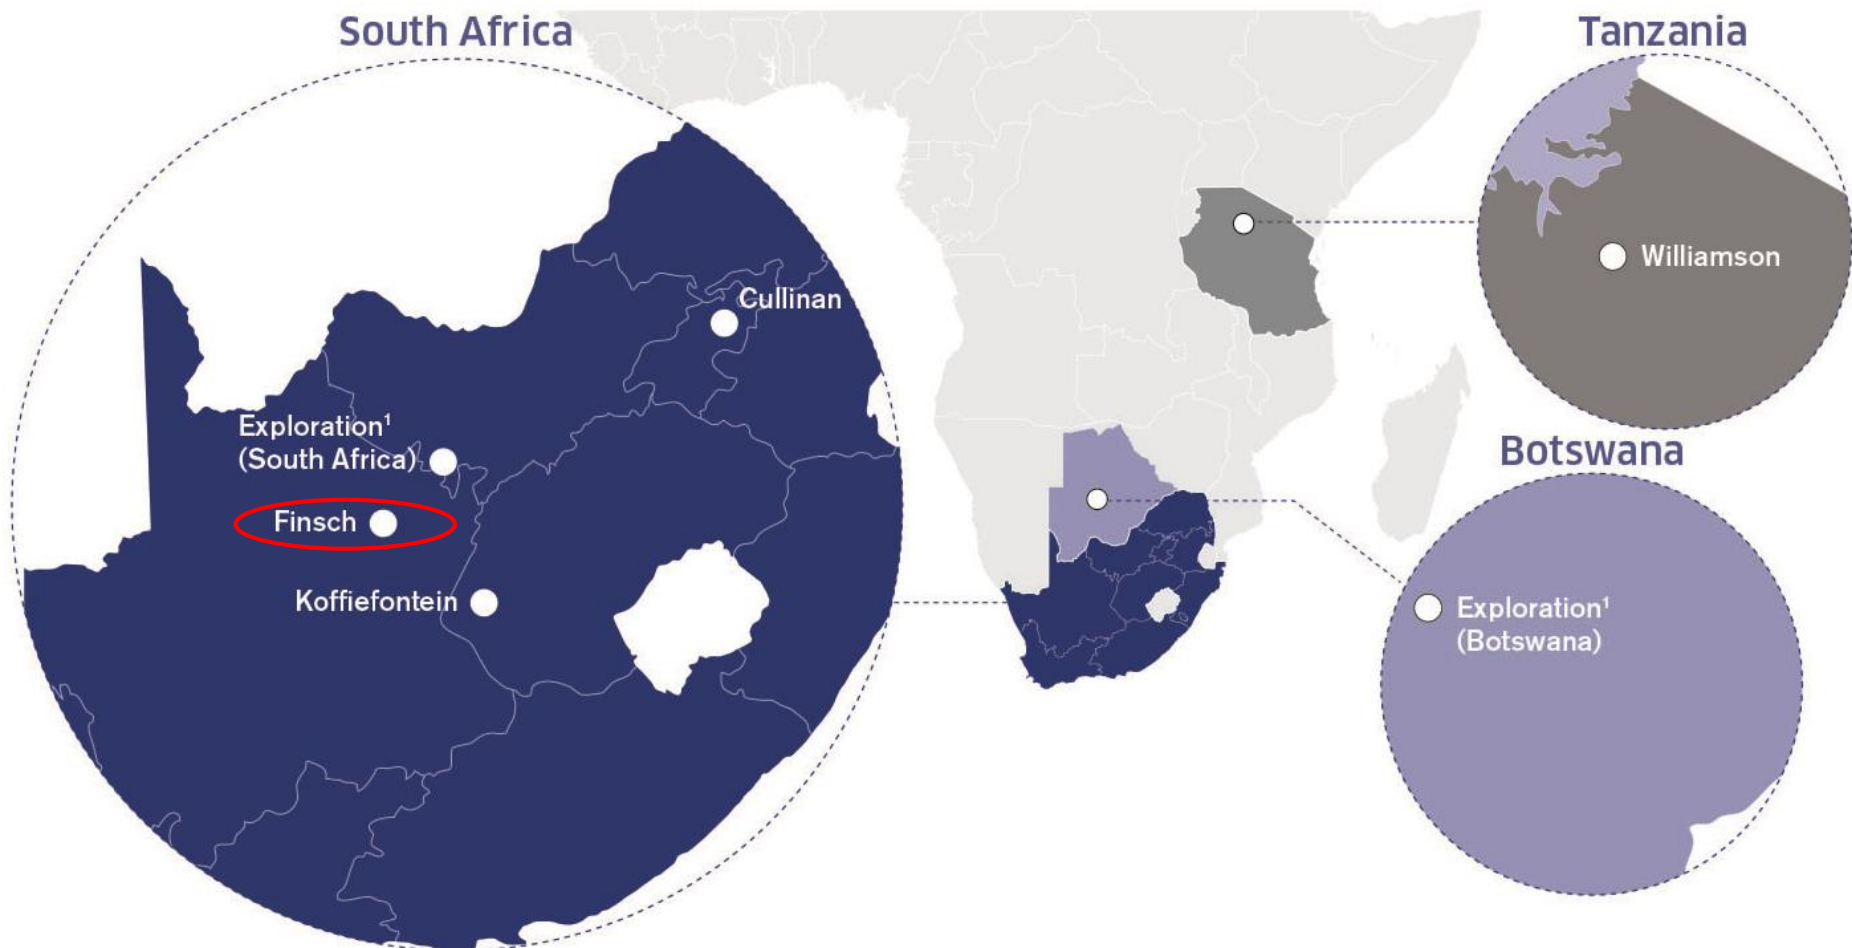 South Africa
Tanzania
Cullinan
Williamson
Exploration¹
(South Africa)
Finsch
Koffiefontein
Botswana
Exploration¹
(Botswana)